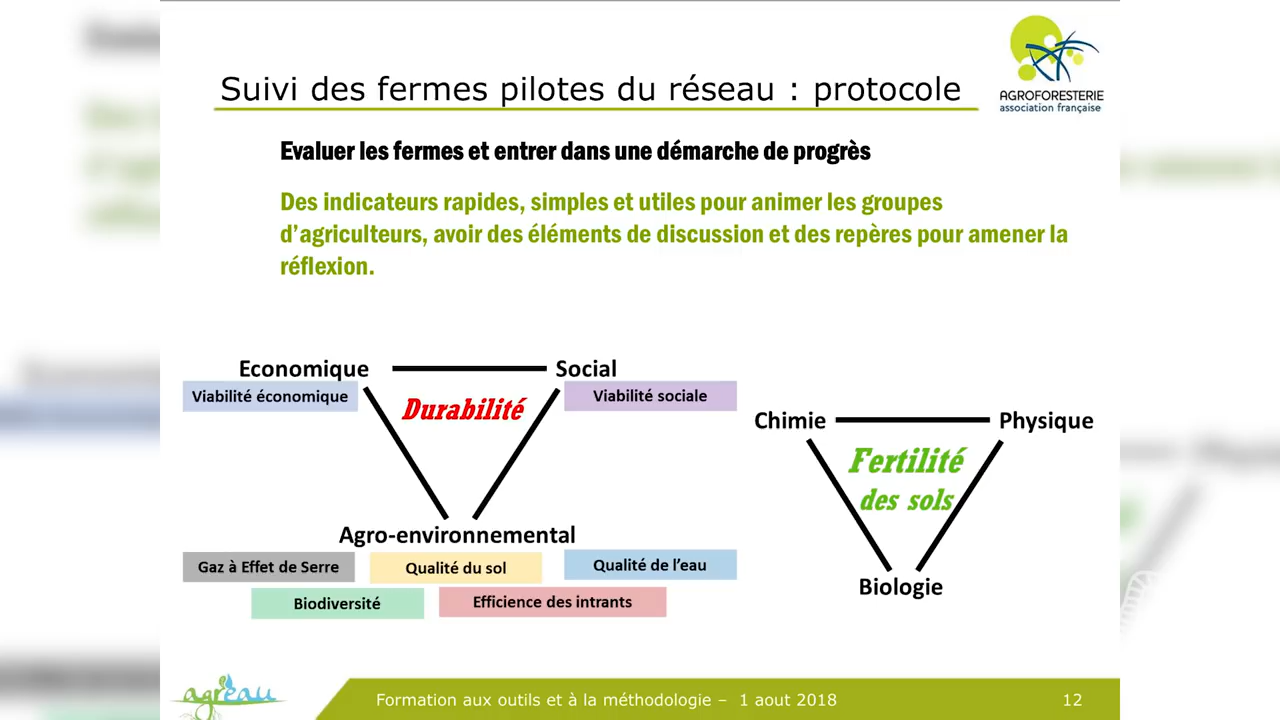 Suivi des fermes pilotes du réseau : protocole
AGROFORESTERIE
association française
Evaluer les fermes et entrer dans une démarche de progrès
Des indicateurs rapides, simples et utiles pour animer les groupes
d’agriculteurs, avoir des éléments de discussion et des repères pour amener la
réflexion.
Economique
Social
Viabilité économique
Viabilité sociale
Durabilité
Agro-environnemental
Gaz à Effet de Serre
Qualité du sol
Qualité de l’eau
Biodiversité
Efficience des intrants
Chimie
Physique
Fertilité
des sols
Biologie
agr'eau
Formation aux outils et à la méthodologie – 1 aout 2018
12